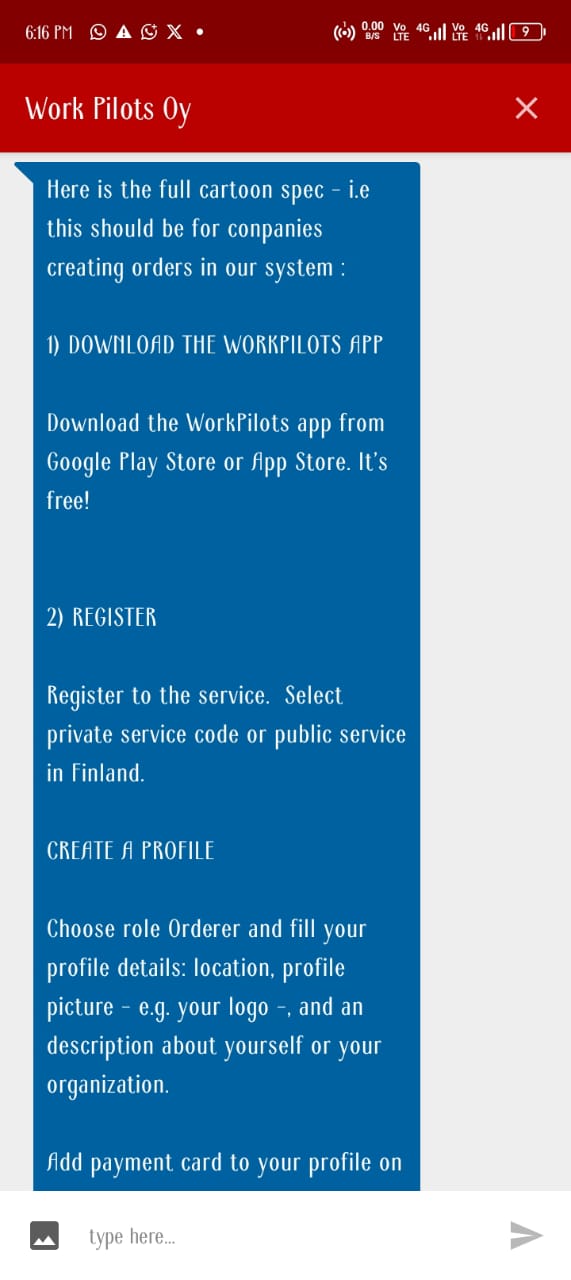 6:16 PM
0.00 B/S Vo LTE 4G Vo LTE 4G 9
Work Pilots Oy
Here is the full cartoon spec - i.e
this should be for conpanies
creating orders in our system :
1) DOWNLOAD THE WORKPILOTS APP
Download the WorkPilots app from
Google Play Store or App Store. It's
free!
2) REGISTER
Register to the service.  Select
private service code or public service
in Finland.
CREATE A PROFILE
Choose role Orderer and fill your
profile details: location, profile
picture - e.g. your logo -, and an
description about yourself or your
organization.
Add payment card to your profile on
type here...